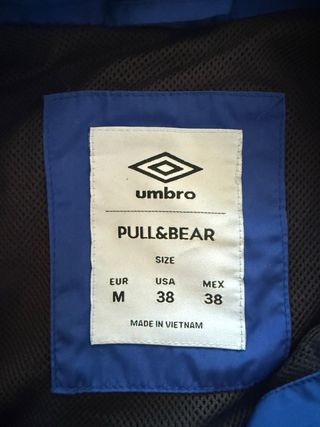 umbro
PULL&BEAR
SIZE
EUR USA MEX
M 38 38
MADE IN VIETNAM